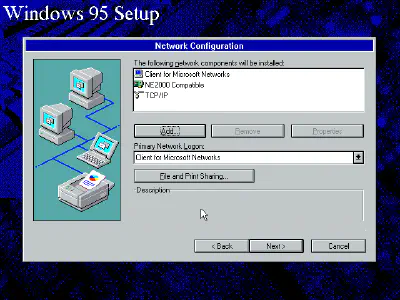 Windows 95 Setup
Network Configuration
The following network components will be installed:
Client for Microsoft Networks
NE2000 Compatible
TCP/IP
Add...
Remove
Properties
Primary Network Logon:
Client for Microsoft Networks
File and Print Sharing...
Description
< Back
Next >
Cancel